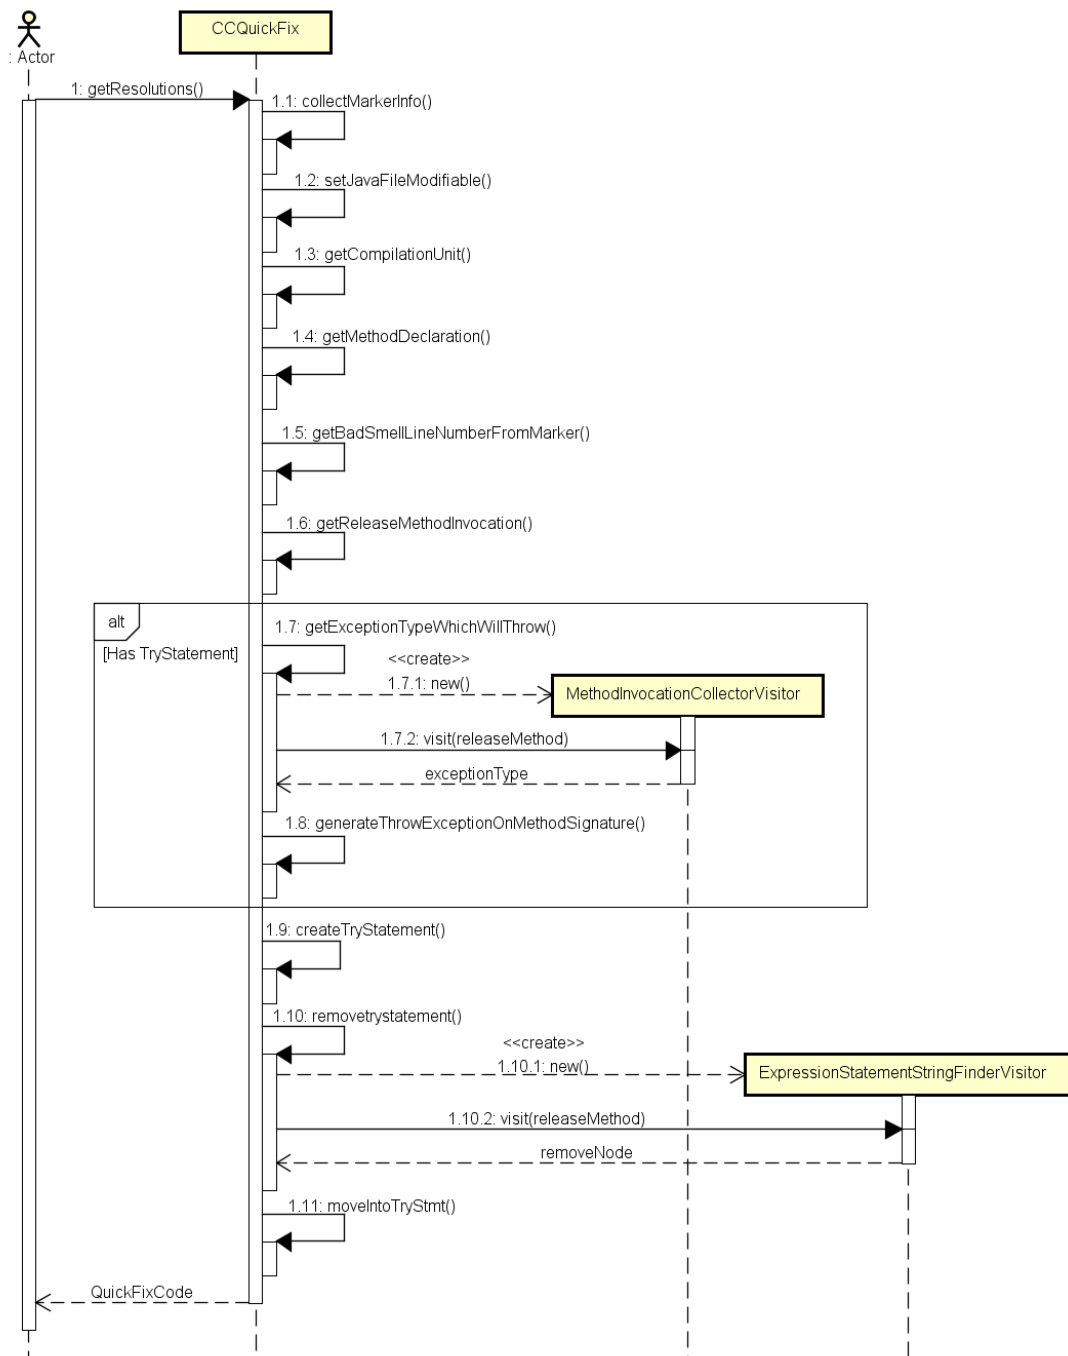 CCQuickFix
: Actor
1: getResolutions()
1.1: collectMarkerInfo()
1.2: setJavaFileModifiable()
1.3: getCompilationUnit()
1.4: getMethodDeclaration()
1.5: getBadSmellLineNumberFromMarker()
1.6: getReleaseMethodInvocation()
alt
[Has TryStatement]
1.7: getExceptionTypeWhichWillThrow()
<<create>>
1.7.1: new()
MethodInvocationCollectorVisitor
1.7.2: visit(releaseMethod)
exceptionType
1.8: generateThrowExceptionOnMethodSignature()
1.9: createTryStatement()
1.10: removetrystatement()
<<create>>
1.10.1: new()
ExpressionStatementStringFinderVisitor
1.10.2: visit(releaseMethod)
removeNode
1.11: moveIntoTryStmt()
QuickFixCode